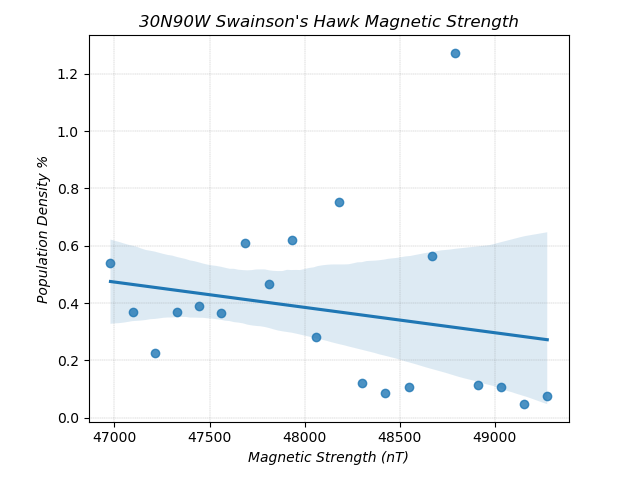 30N90W Swainson's Hawk Magnetic Strength
1.2
1.0
0.8
0.6
0.4
0.2
0.0
Population Density %
47000 47500 48000 48500 49000
Magnetic Strength (nT)